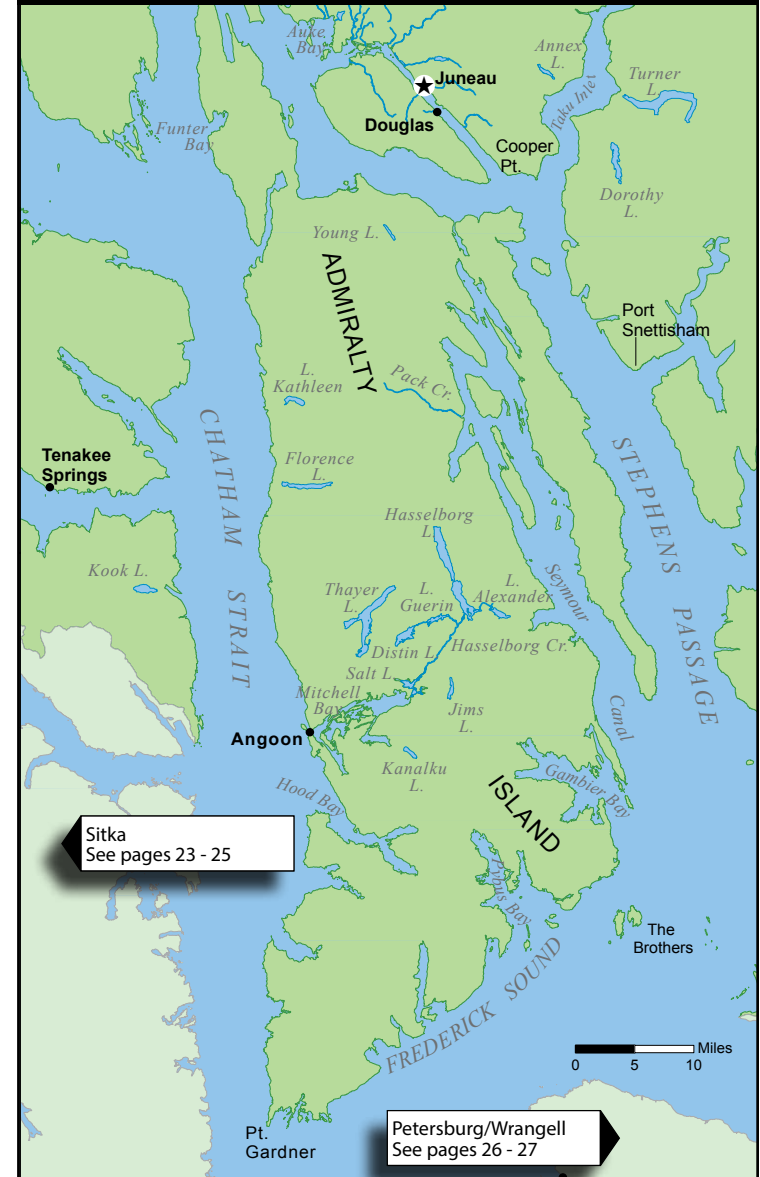 Auke
Bay
Juneau
Douglas
Annex
L.
Taku Inlet
Turner
L.
Funter
Bay
Cooper
Pt.
Dorothy
L.
Young L.
ADMIRALTY
Port
Snettisham
L.
Kathleen
Pack Cr.
CHATHAM STRAIT
STEPHENS PASSAGE
Tenakee
Springs
Florence
L.
Hasselborg
L.
Kook L.
Thayer
L.
L.
Guerin
L.
Alexander
Seymour
Canal
Distin L.
Hasselborg Cr.
Salt L.
Mitchell
Bay
Jims
L.
Angoon
Kanalku
L.
Hood Bay
Gambier Bay
ISLAND
Sitka
See pages 23 - 25
Pybus Bay
The
Brothers
FREDERICK SOUND
Miles
0 5 10
Pt.
Gardner
Petersburg/Wrangell
See pages 26 - 27